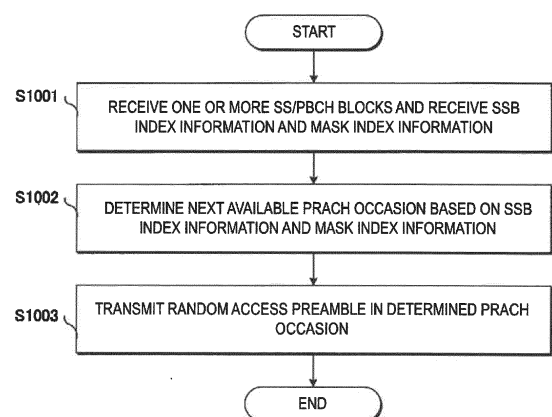 START
S1001
RECEIVE ONE OR MORE SS/PBCH BLOCKS AND RECEIVE SSB
INDEX INFORMATION AND MASK INDEX INFORMATION
S1002
DETERMINE NEXT AVAILABLE PRACH OCCASION BASED ON SSB
INDEX INFORMATION AND MASK INDEX INFORMATION
S1003
TRANSMIT RANDOM ACCESS PREAMBLE IN DETERMINED PRACH
OCCASION
END